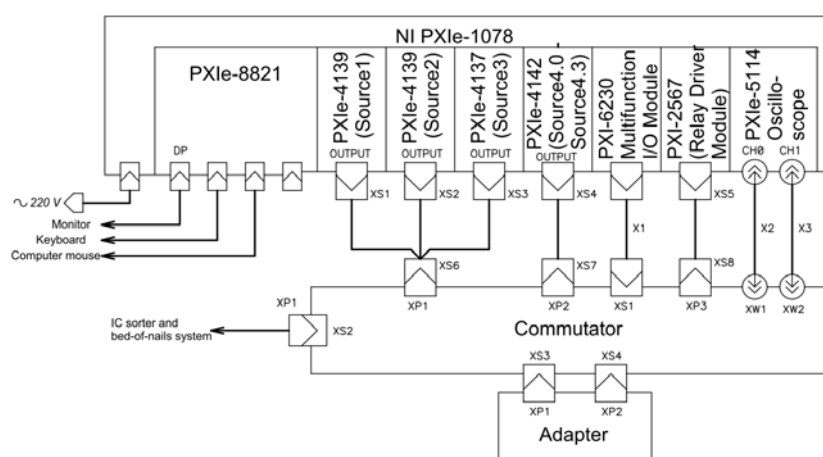 NI PXIe-1078
PXIe-8821
PXIe-4139
(Source1)
PXIe-4139
(Source2)
PXIe-4137
(Source3)
PXIe-4142
(Source4.0
Source4.3)
PXI-6230
Multifunction
I/O Module
PXI-2567
(Relay Driver
Module)
PXIe-5114
Oscillo-
scope
DP
OUTPUT
OUTPUT
OUTPUT
OUTPUT
CH0
CH1
XS1
XS2
XS3
XS4
XS5
~ 220 V
Monitor
Keyboard
Computer mouse
X1
X2
X3
XS6
XS7
XS8
XP1
XP2
XS1
XP3
XW1
XW2
XP1
XS2
IC sorter and
bed-of-nails system
Commutator
XS3
XS4
XP1
XP2
Adapter